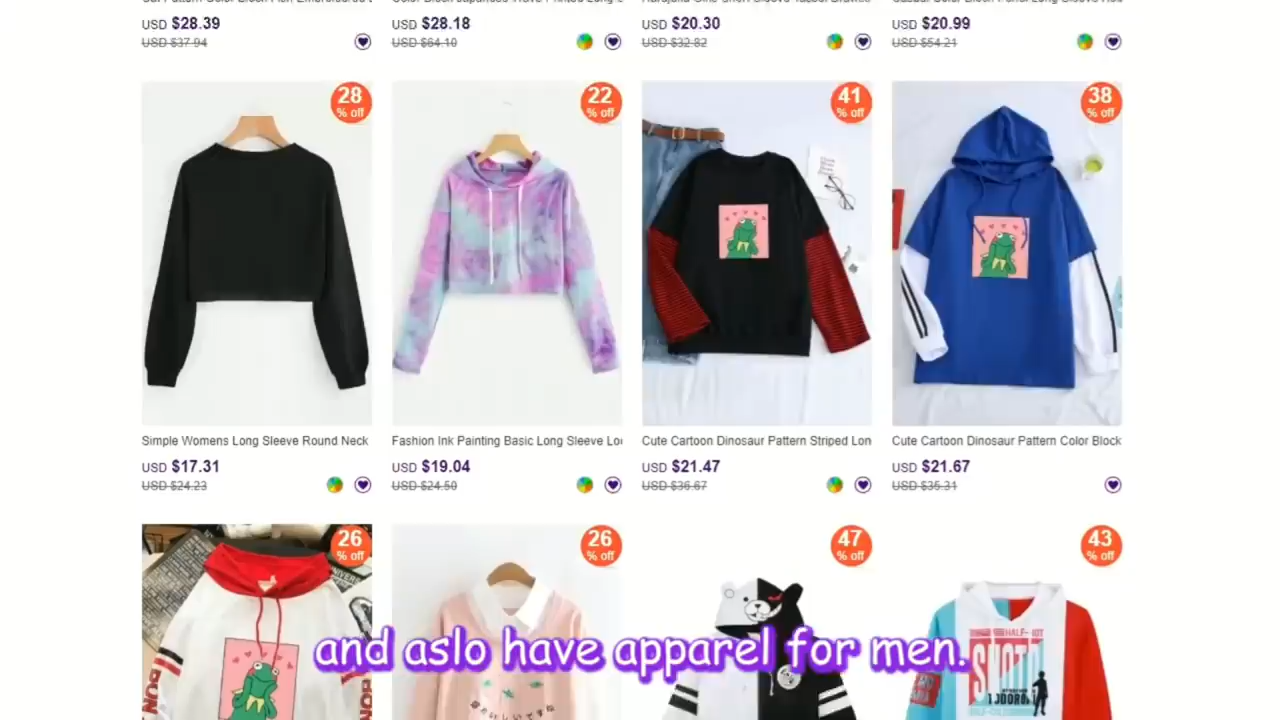 USD $28.39
USD $37.94
USD $28.18
USD $64.10
USD $20.30
USD $32.82
USD $20.99
USD $54.21
28
% off
22
% off
41
% off
38
% off
Simple Womens Long Sleeve Round Neck
Fashion Ink Painting Basic Long Sleeve Lo
Cute Cartoon Dinosaur Pattern Striped Lon
Cute Cartoon Dinosaur Pattern Color Block
USD $17.31
USD $24.23
USD $19.04
USD $24.50
USD $21.47
USD $36.67
USD $21.67
USD $35.31
26
% off
26
% off
47
% off
43
% off
HALF-HOT
SHOTO
TODORO
and aslo have apparel for men.